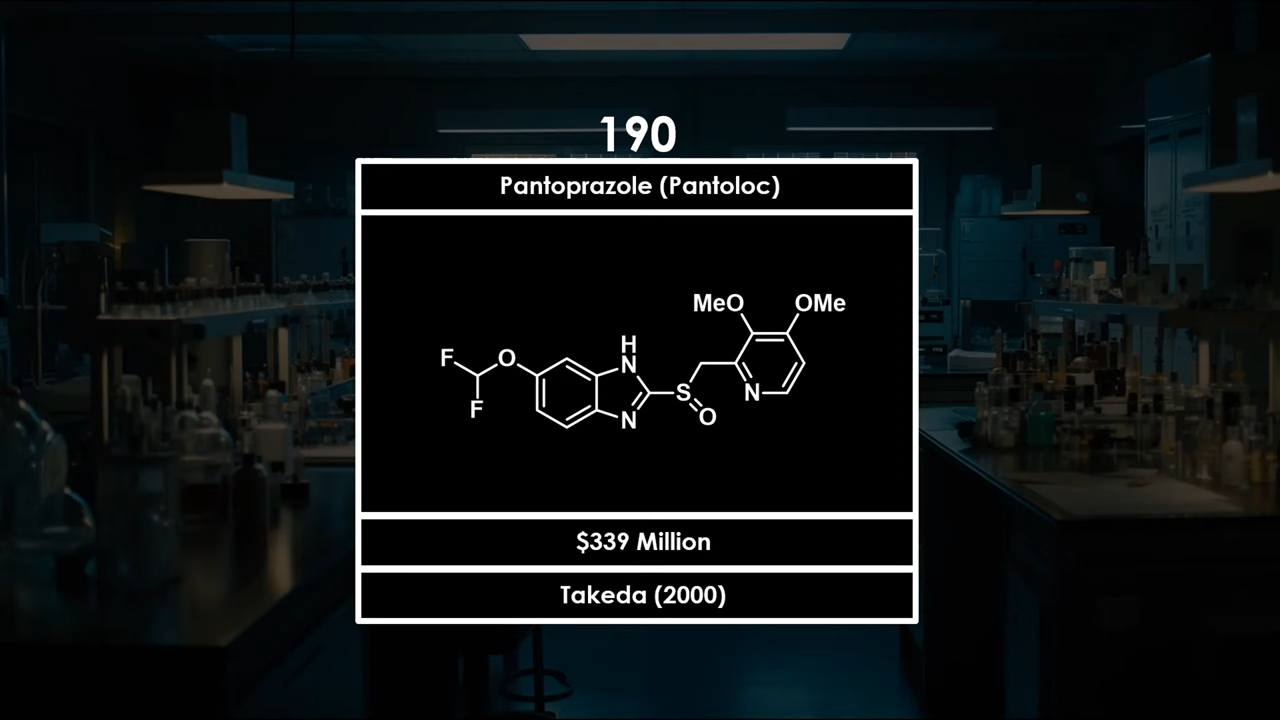 190
Pantoprazole (Pantoloc)
MeO OMe
H
F O N
S
N
F O
N
$339 Million
Takeda (2000)